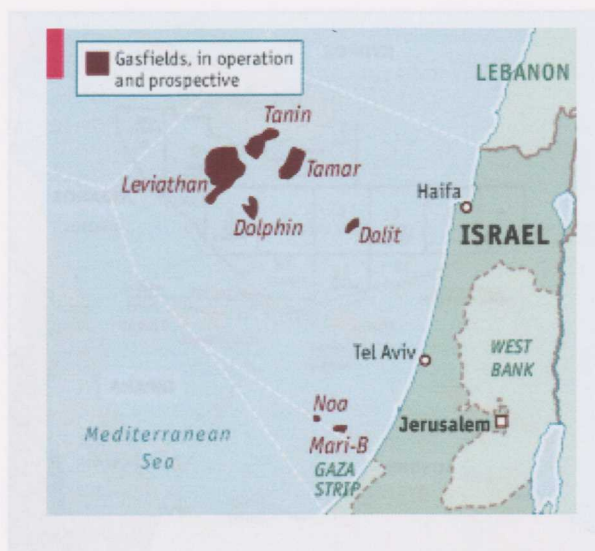 Gasfields, in operation
and prospective
LEBANON
Tanin
Tamar
Leviathan
Haifa
Dolphin
Dalit
ISRAEL
Tel Aviv
WEST
BANK
Noa
Jerusalem
Mediterranean
Sea
Mari-B
GAZA
STRIP